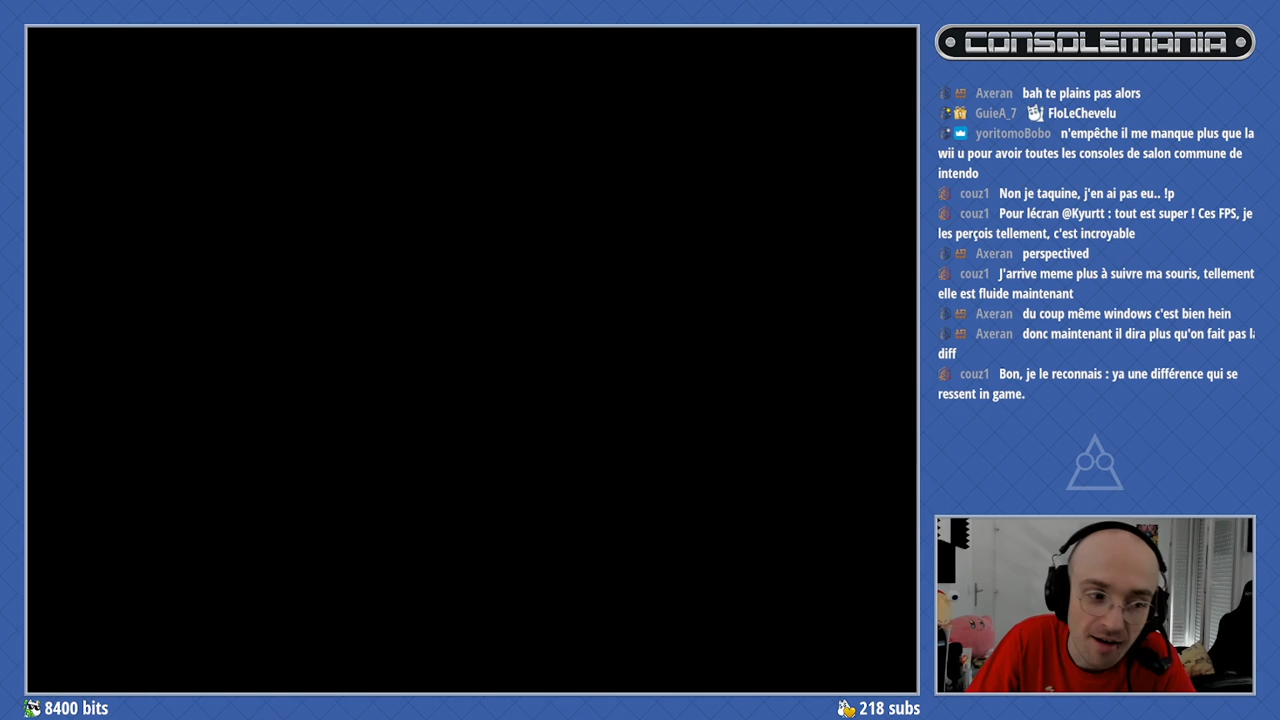 CONSOLEMANIA
Axeran bah te plains pas alors
GuieA_7 FloLeChevelu
yoritomoBobo n'empêche il me manque plus que la
wii u pour avoir toutes les consoles de salon commune de
intendo
couz1 Non je taquine, j'en ai pas eu.. !p
couz1 Pour lécran @Kyurtt : tout est super ! Ces FPS, je
les perçois tellement, c'est incroyable
Axeran perspectived
couz1 J'arrive meme plus à suivre ma souris, tellement
elle est fluide maintenant
Axeran du coup même windows c'est bien hein
Axeran donc maintenant il dira plus qu'on fait pas la
diff
couz1 Bon, je le reconnais : ya une différence qui se
ressent in game.
8400 bits
218 subs